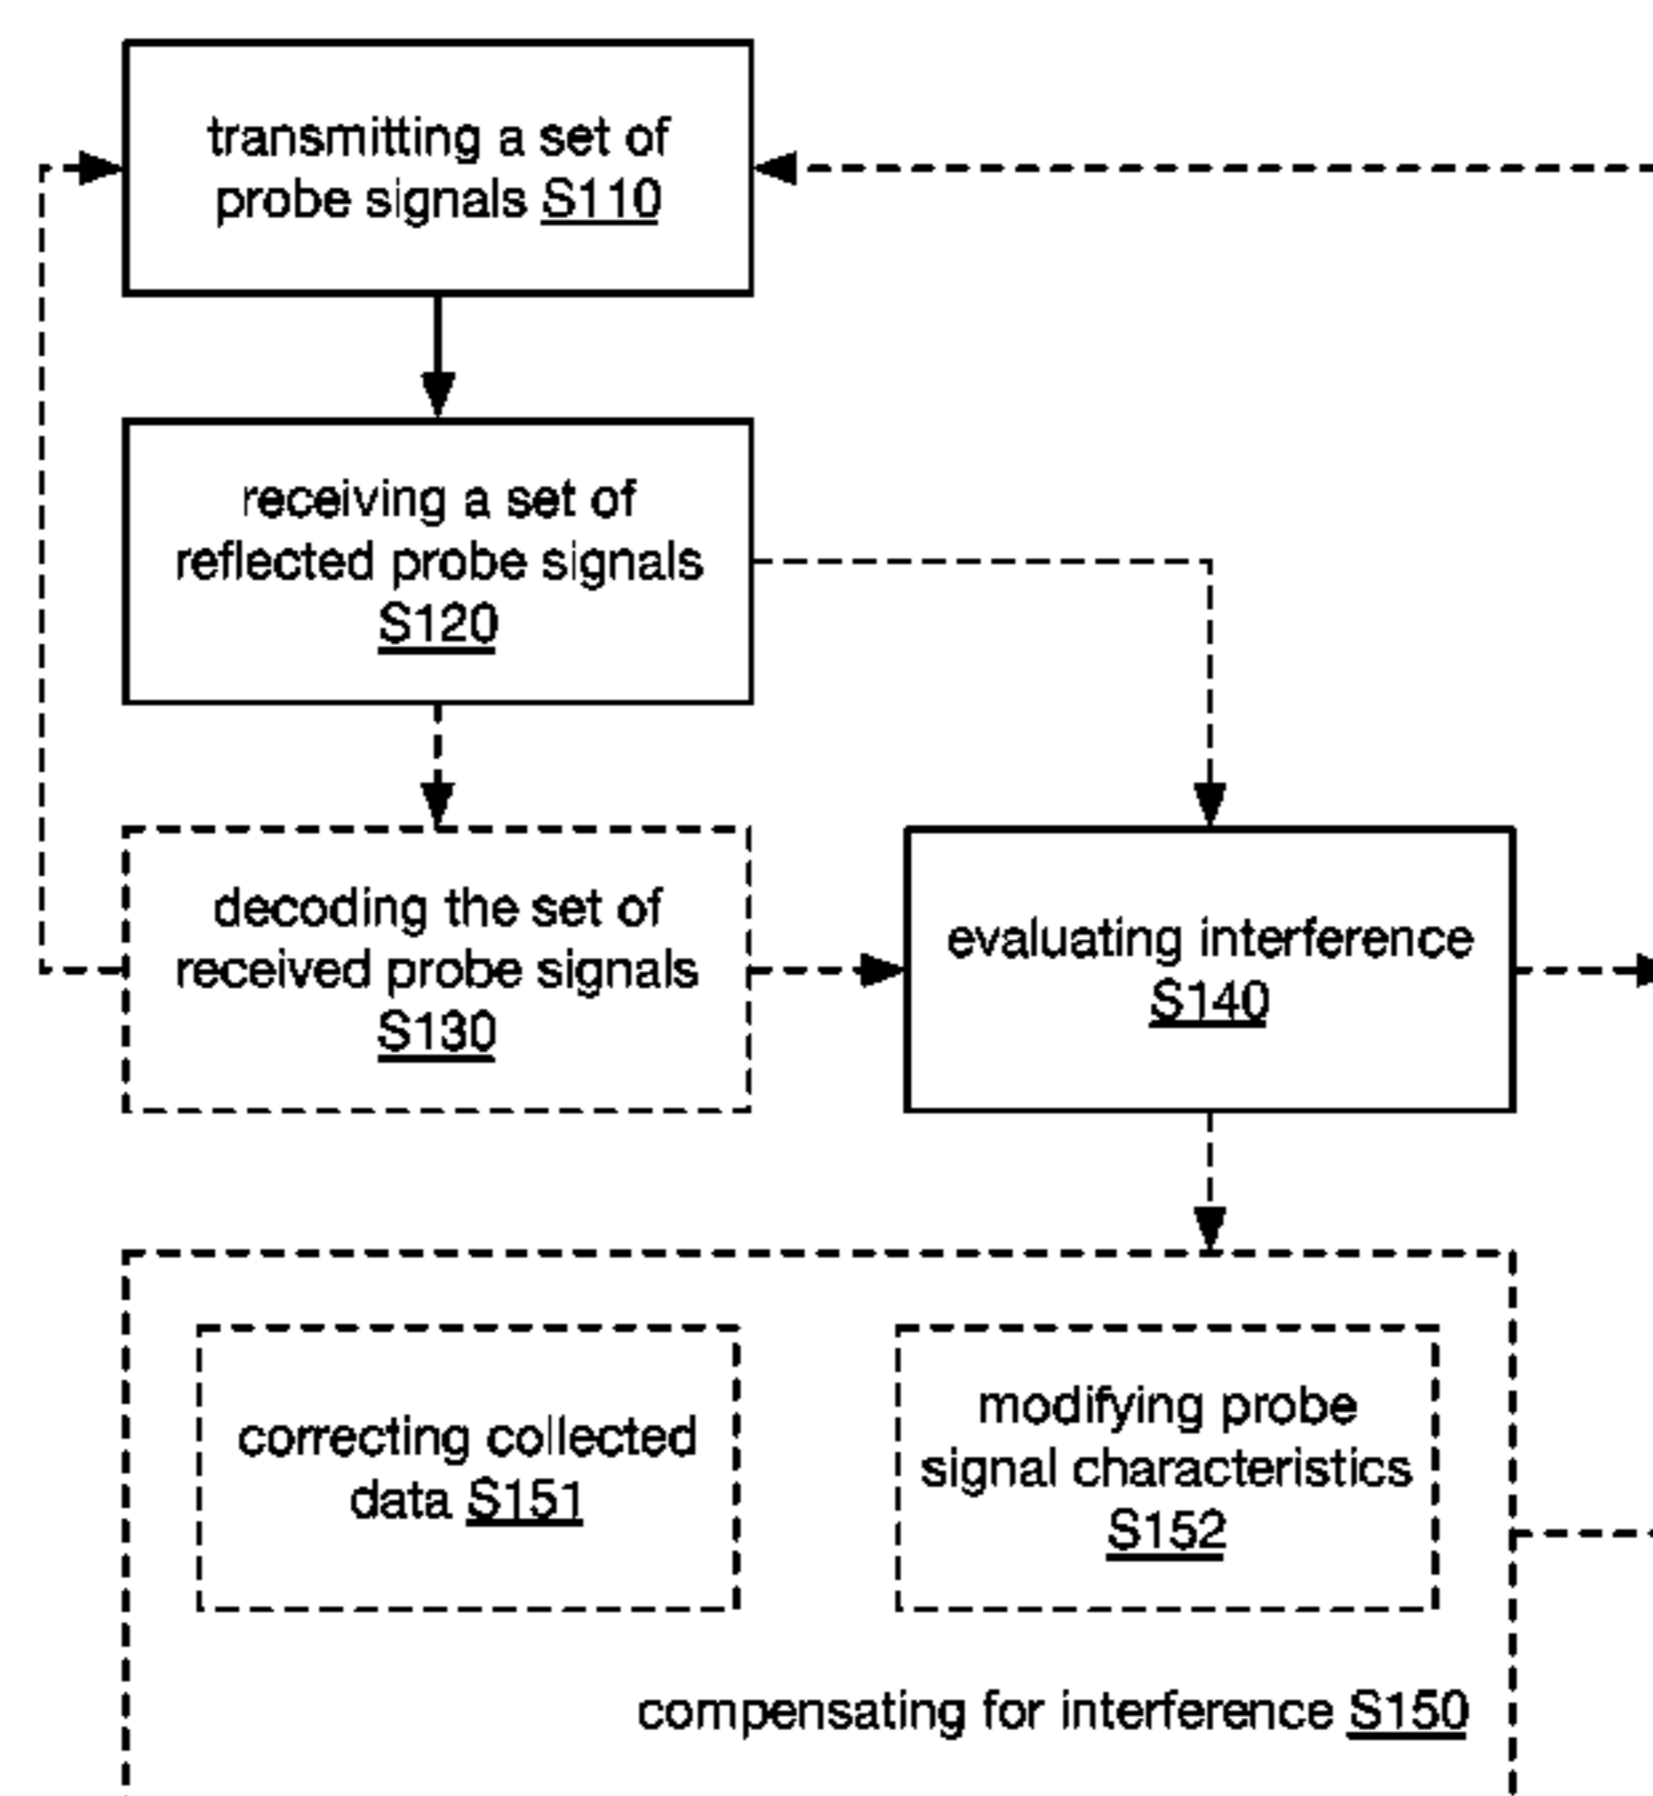 transmitting a set of
probe signals S110
receiving a set of
reflected probe signals
S120
decoding the set of
received probe signals
S130
evaluating interference
S140
correcting collected
data S151
modifying probe
signal characteristics
S152
compensating for interference S150